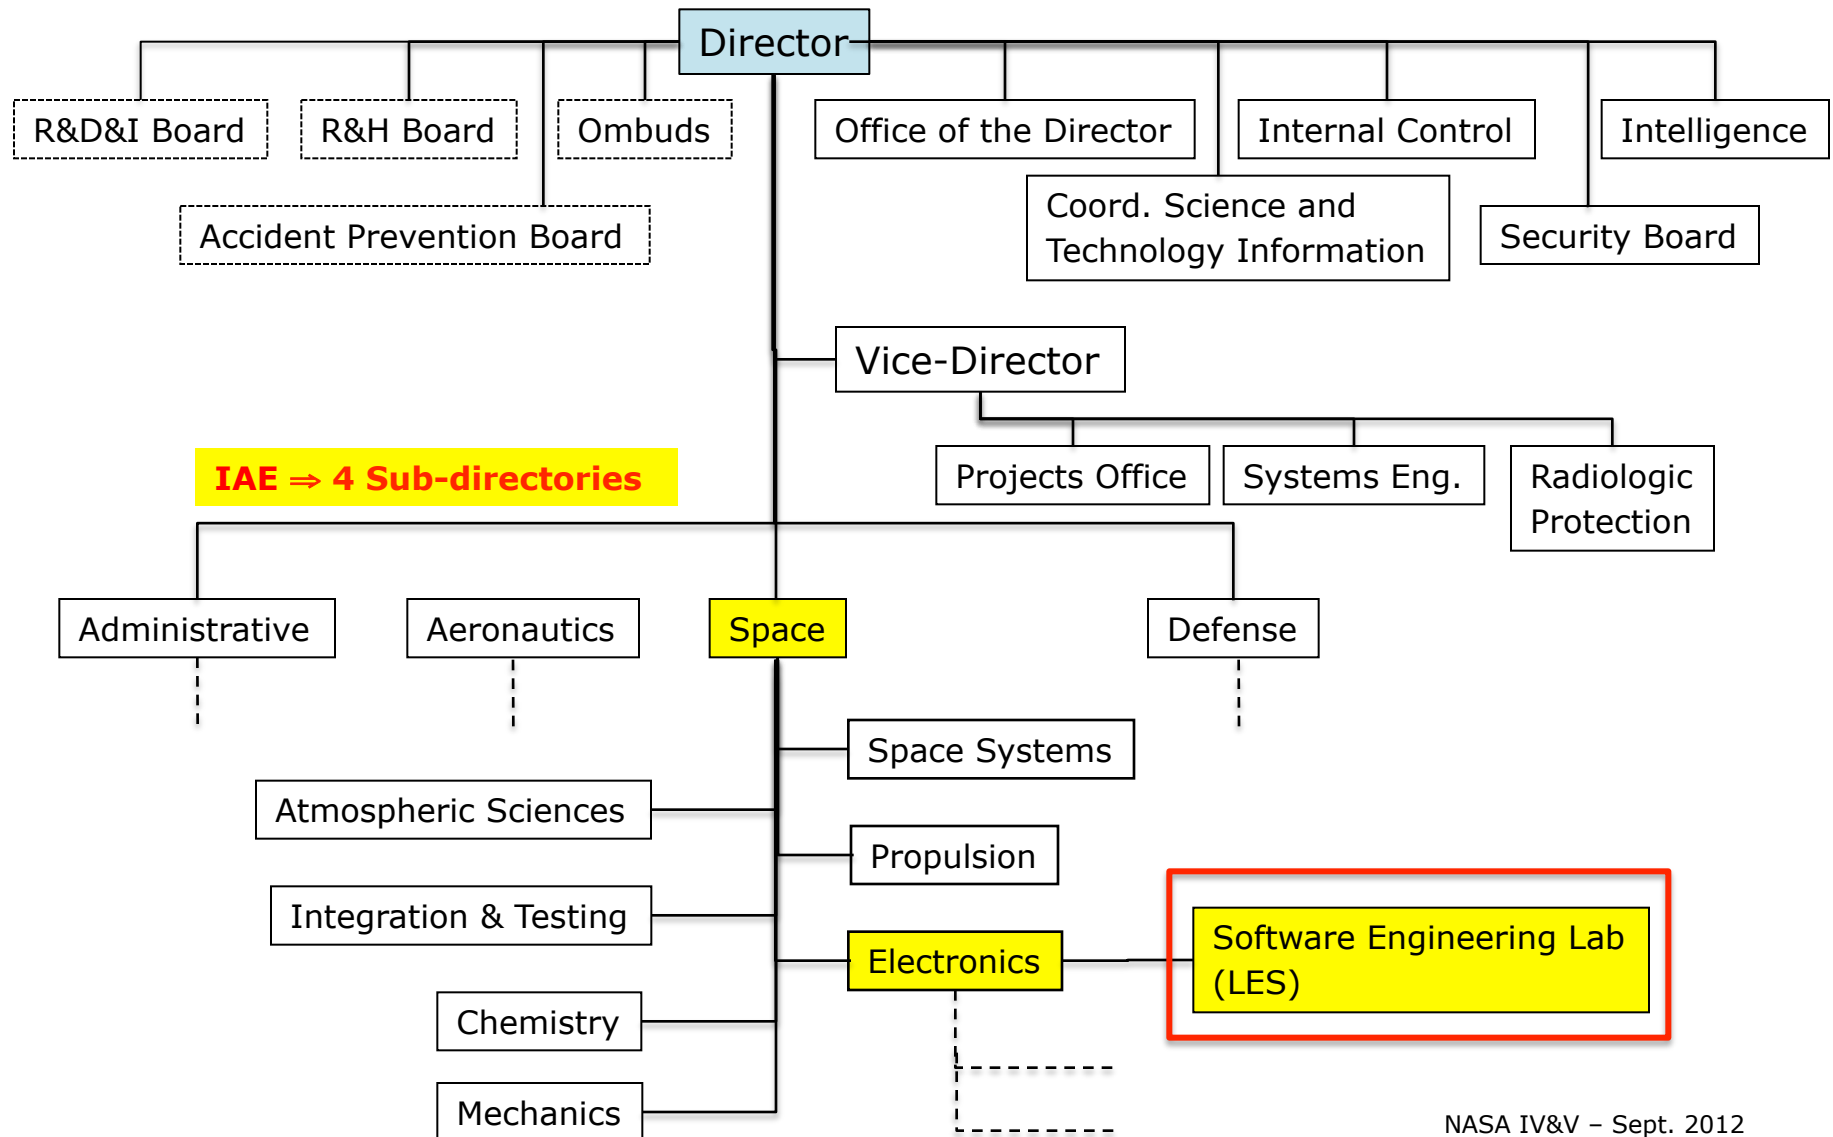 Director
R&D&I Board
R&H Board
Ombuds
Office of the Director
Internal Control
Intelligence
Accident Prevention Board
Coord. Science and
Technology Information
Security Board
Vice-Director
IAE ⇒ 4 Sub-directories
Projects Office
Systems Eng.
Radiologic
Protection
Administrative
Aeronautics
Space
Defense
Space Systems
Atmospheric Sciences
Propulsion
Integration & Testing
Electronics
Software Engineering Lab
(LES)
Chemistry
Mechanics
NASA IV&V – Sept. 2012